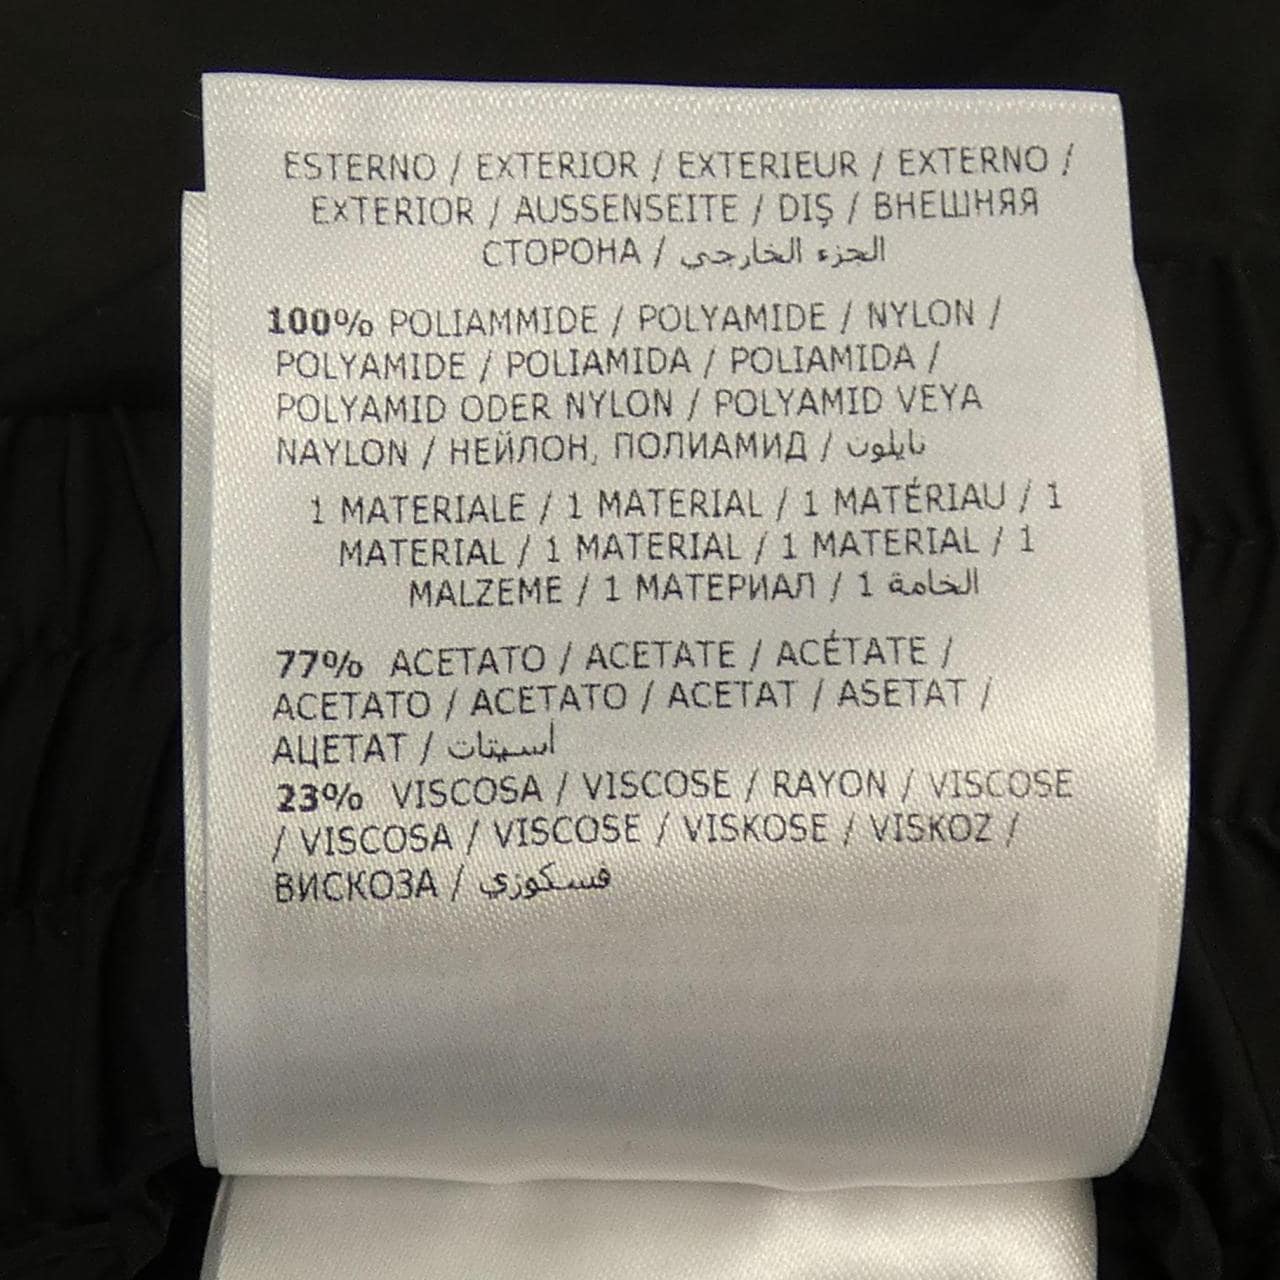 ESTERNO / EXTERIOR / EXTERIEUR / EXTERNO /
EXTERIOR / AUSSENSEITE / DIŞ / ВНЕШНЯЯ
СТОРОНА / الجزء الخارجي
100% POLIAMMIDE / POLYAMIDE / NYLON /
POLYAMIDE / POLIAMIDA / POLIAMIDA /
POLYAMID ODER NYLON / POLYAMID VEYA
NAYLON / НЕЙЛОН, ПОЛИАМИД / نايلون
1 MATERIALE / 1 MATERIAL / 1 MATÉRIAU / 1
MATERIAL / 1 MATERIAL / 1 MATERIAL / 1
MALZEME / 1 МАТЕРИАЛ / 1 الخامة
77% ACETATO / ACETATE / ACÉTATE /
ACETATO / ACETATO / ACETAT / ASETAT /
АЦЕТАТ / أسيتات
23% VISCOSA / VISCOSE / RAYON / VISCOSE
/ VISCOSA / VISCOSE / VISKOSE / VISKOZ /
ВИСКОЗА / فسكوزي